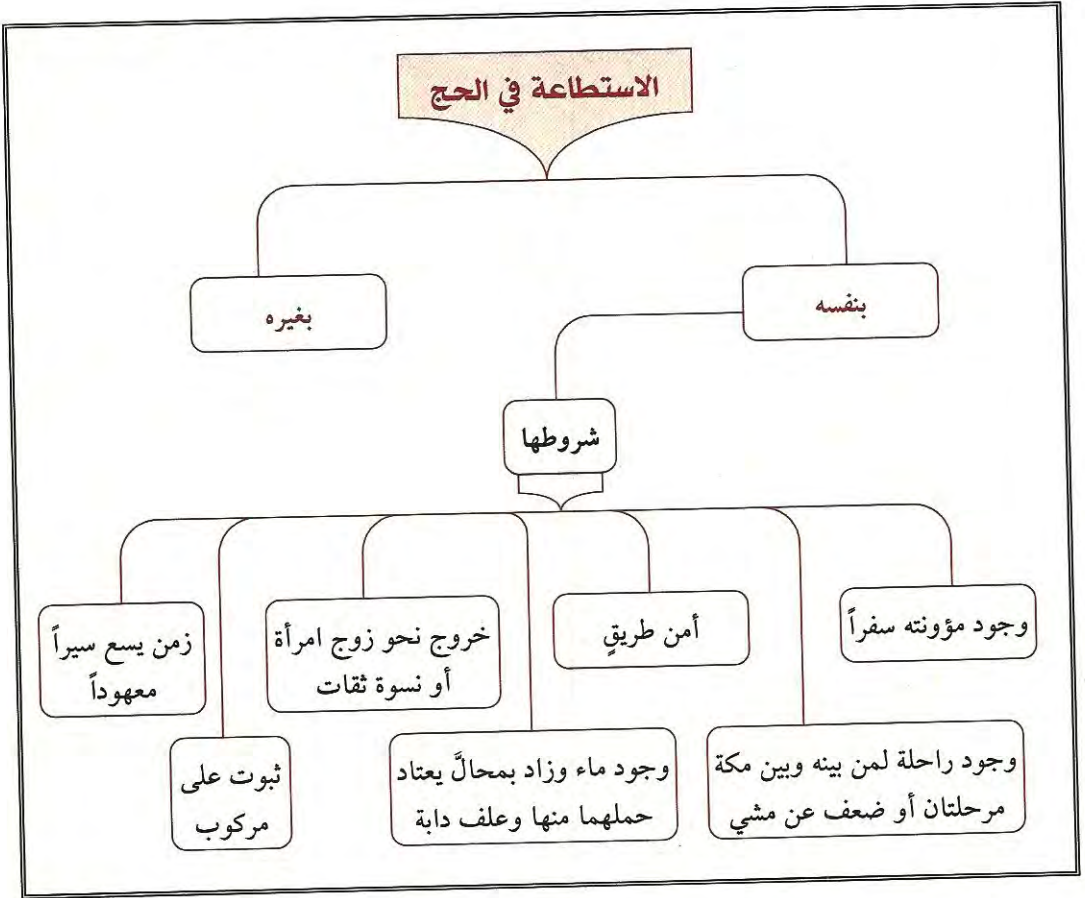 الاستطاعة في الحج
بنفسه
بغيره
شروطها
وجود مؤونته سفراً
وجود راحلة لمن بينه وبين مكة
مرحلتان أو ضعف عن مشي
أمن طريقٍ
وجود ماء وزاد بمحالَّ يعتاد
حملهما منها وعلف دابة
خروج نحو زوج امرأة
أو نسوة ثقات
ثبوت على
مركوب
زمن يسع سيراً
معهوداً